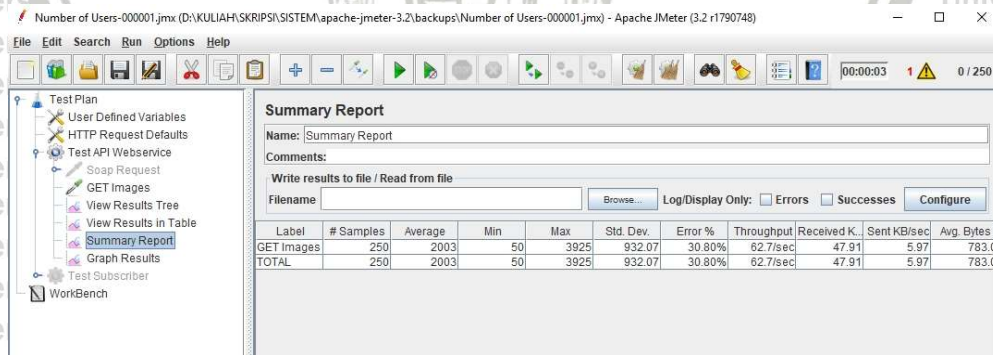 Number of Users-000001.jmx (D:\KULIAH\SKRIPSI\SISTEM\apache-jmeter-3.2\backups\Number of Users-000001.jmx) - Apache JMeter (3.2 r1790748)
File Edit Search Run Options Help
00:00:03 1 0 / 250
Test Plan
User Defined Variables
HTTP Request Defaults
Test API Webservice
Soap Request
GET Images
View Results Tree
View Results in Table
Summary Report
Graph Results
Test Subscriber
WorkBench
Summary Report
Name: Summary Report
Comments:
Write results to file / Read from file
Filename Browse... Log/Display Only: Errors Successes Configure
Label # Samples Average Min Max Std. Dev. Error % Throughput Received K... Sent KB/sec Avg. Bytes
GET Images 250 2003 50 3925 932.07 30.80% 62.7/sec 47.91 5.97 783.0
TOTAL 250 2003 50 3925 932.07 30.80% 62.7/sec 47.91 5.97 783.0